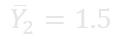 Ȳ₂ = 1.5